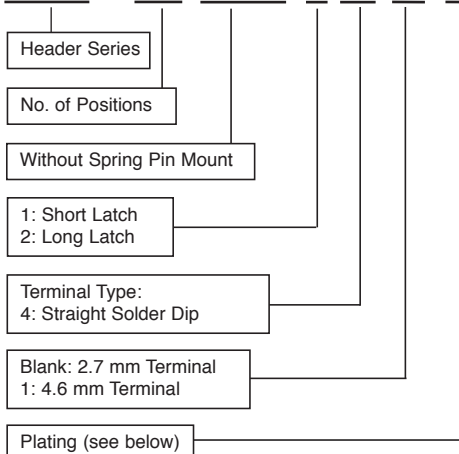 Header Series
No. of Positions
Without Spring Pin Mount
1: Short Latch
2: Long Latch
Terminal Type:
4: Straight Solder Dip
Blank: 2.7 mm Terminal
1: 4.6 mm Terminal
Plating (see below)